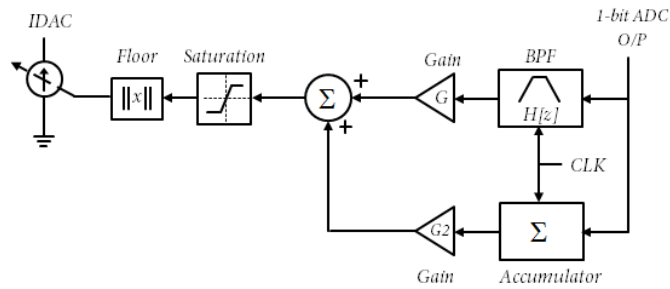 IDAC
1-bit ADC
O/P
Floor
Saturation
Gain
BPF
||x||
Σ
+
+
G
H[z]
CLK
G2
Σ
Gain
Accumulator